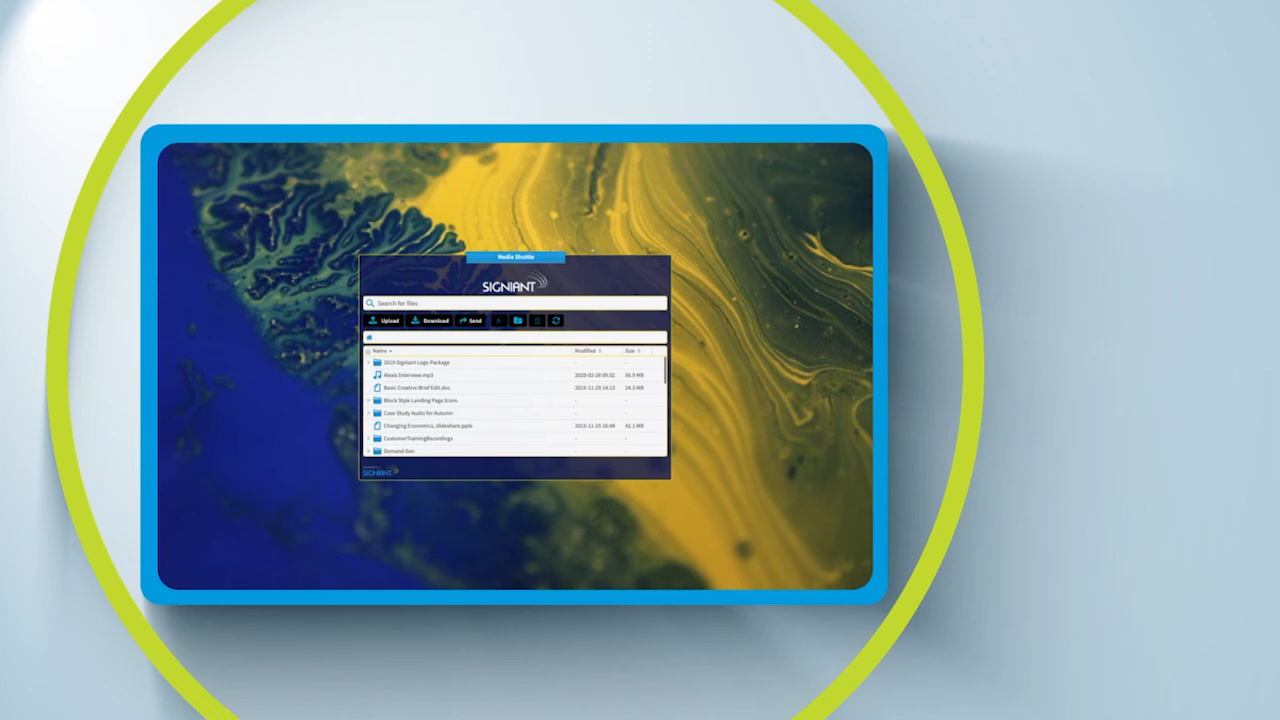 Media Shuttle
SIGNIANT
Search for files
Upload Download Send
Name Modified Size
2019 Signiant Logo Package - -
Alexis Interview.mp3 2020-02-26 09:32 56.9 MB
Basic Creative Brief Edit.doc 2016-11-29 14:13 24.3 MB
Block Style Landing Page Icons - -
Case Study Audio for Autumn - -
Changing Economics, slideshare.pptx 2015-11-25 16:49 42.1 MB
CustomerTrainingRecordings - -
Demand Gen - -
SIGNIANT